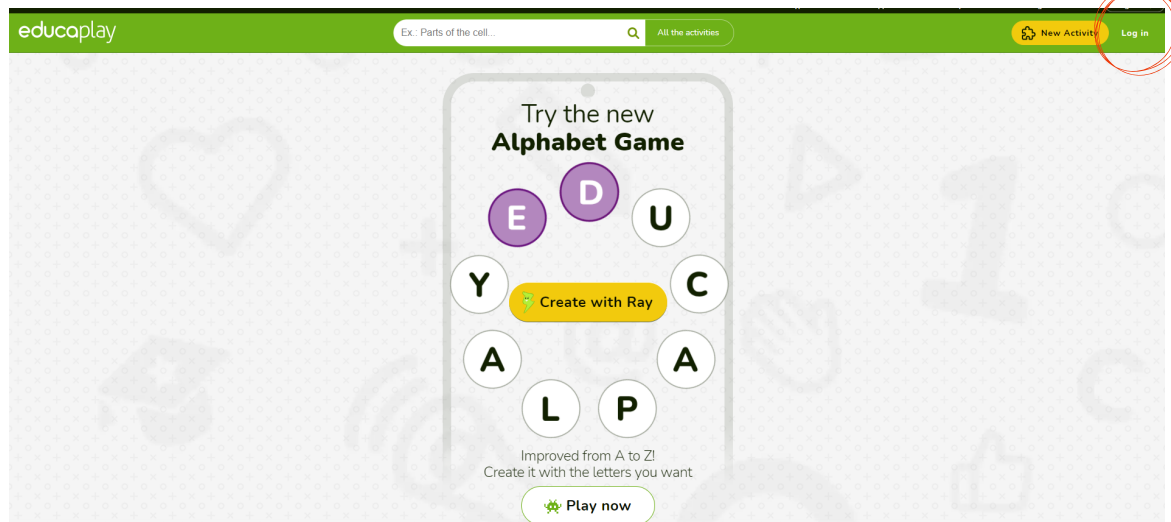 educaplay
Ex.: Parts of the cell...
All the activities
New Activity
Log in
Try the new
Alphabet Game
E
D
U
C
A
P
L
A
Y
Create with Ray
Improved from A to Z!
Create it with the letters you want
Play now